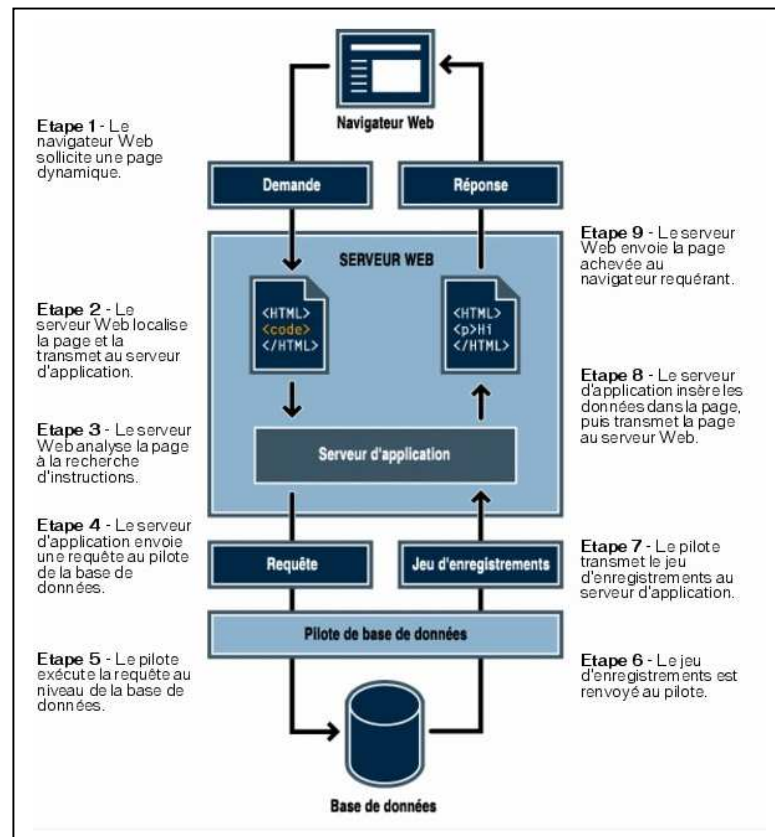 Navigateur Web
Etape 1 - Le
navigateur Web
sollicite une page
dynamique.
Demande
Réponse
SERVEUR WEB
Etape 9 - Le serveur
Web envoie la page
achevée au
navigateur requérant.
<HTML>
<code>
</HTML>
<HTML>
<p>Hi
</HTML>
Etape 2 - Le
serveur Web localise
la page et la
transmet au serveur
d'application.
Etape 8 - Le serveur
d'application insère les
données dans la page,
puis transmet la page
au serveur Web.
Etape 3 - Le serveur
Web analyse la page
à la recherche
d'instructions.
Serveur d'application
Etape 4 - Le serveur
d'application envoie
une requête au pilote
de la base de
données.
Requête
Jeu d'enregistrements
Etape 7 - Le pilote
transmet le jeu
d'enregistrements au
serveur d'application.
Pilote de base de données
Etape 5 - Le pilote
exécute la requête au
niveau de la base de
données.
Etape 6 - Le jeu
d'enregistrements est
renvoyé au pilote.
Base de données